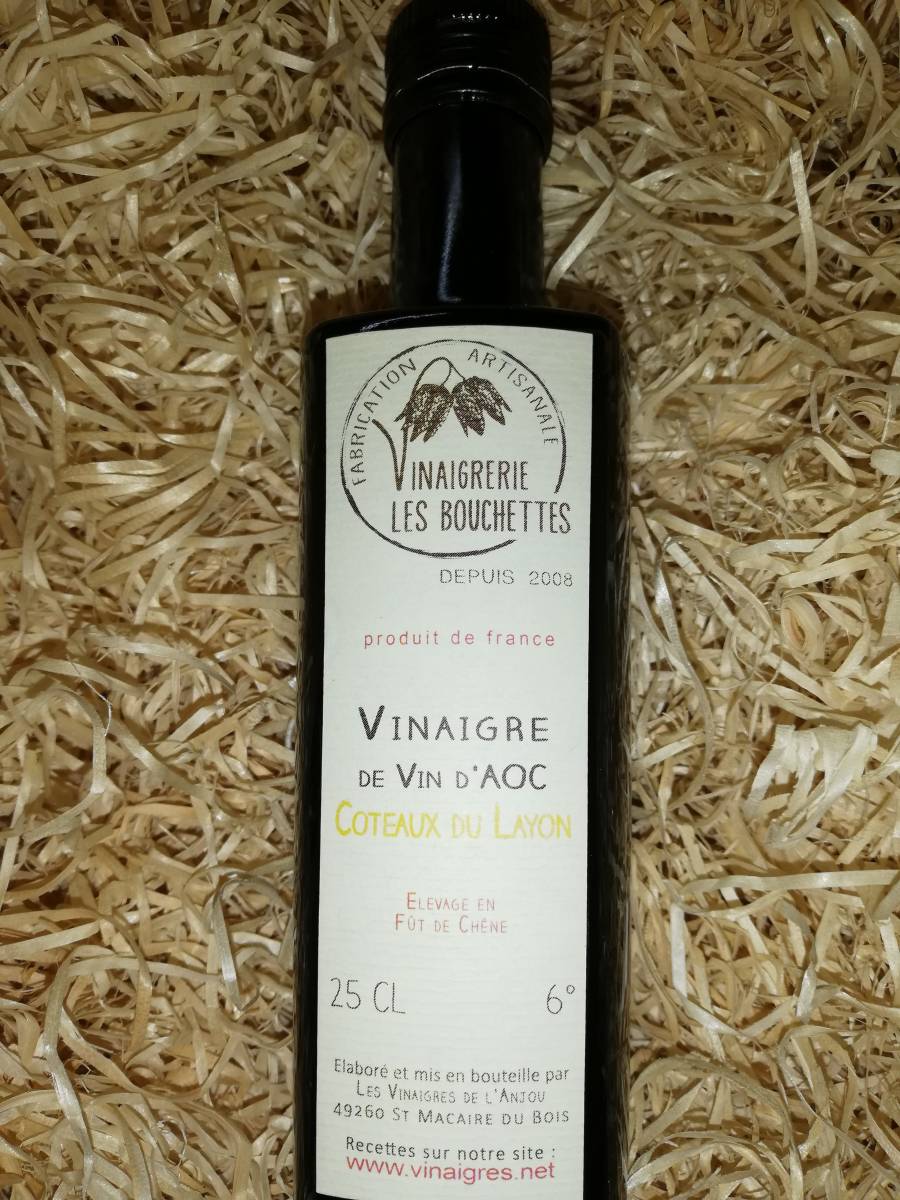 FABRICATION ARTISANALE
VINAIGRERIE
LES BOUCHETTES
DEPUIS 2008
produit de france
VINAIGRE
DE VIN D'AOC
COTEAUX DU LAYON
ELEVAGE EN
FÛT DE CHÊNE
25 CL 6°
Elaboré et mis en bouteille par
LES VINAIGRES DE L'ANJOU
49260 ST MACAIRE DU BOIS
Recettes sur notre site :
www.vinaigres.net